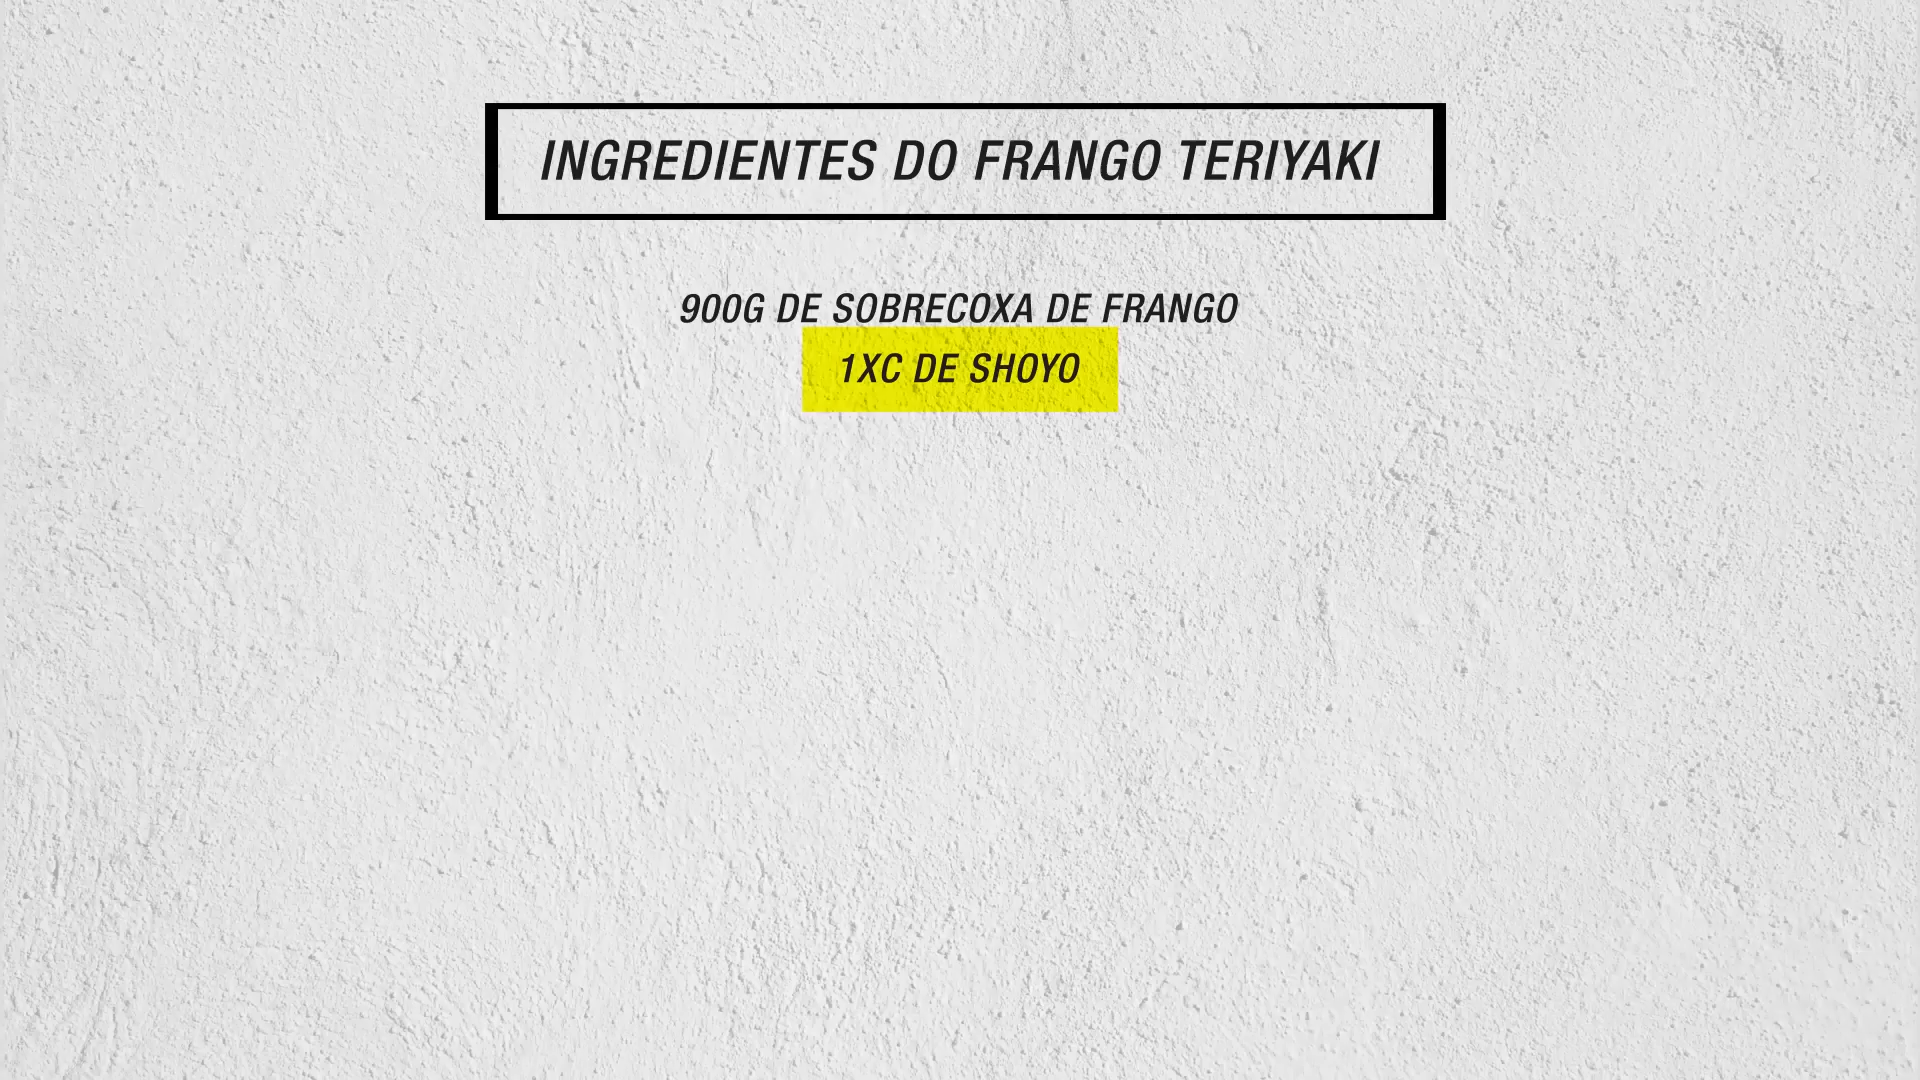 INGREDIENTES DO FRANGO TERIYAKI
900G DE SOBRECOXA DE FRANGO
1XC DE SHOYO